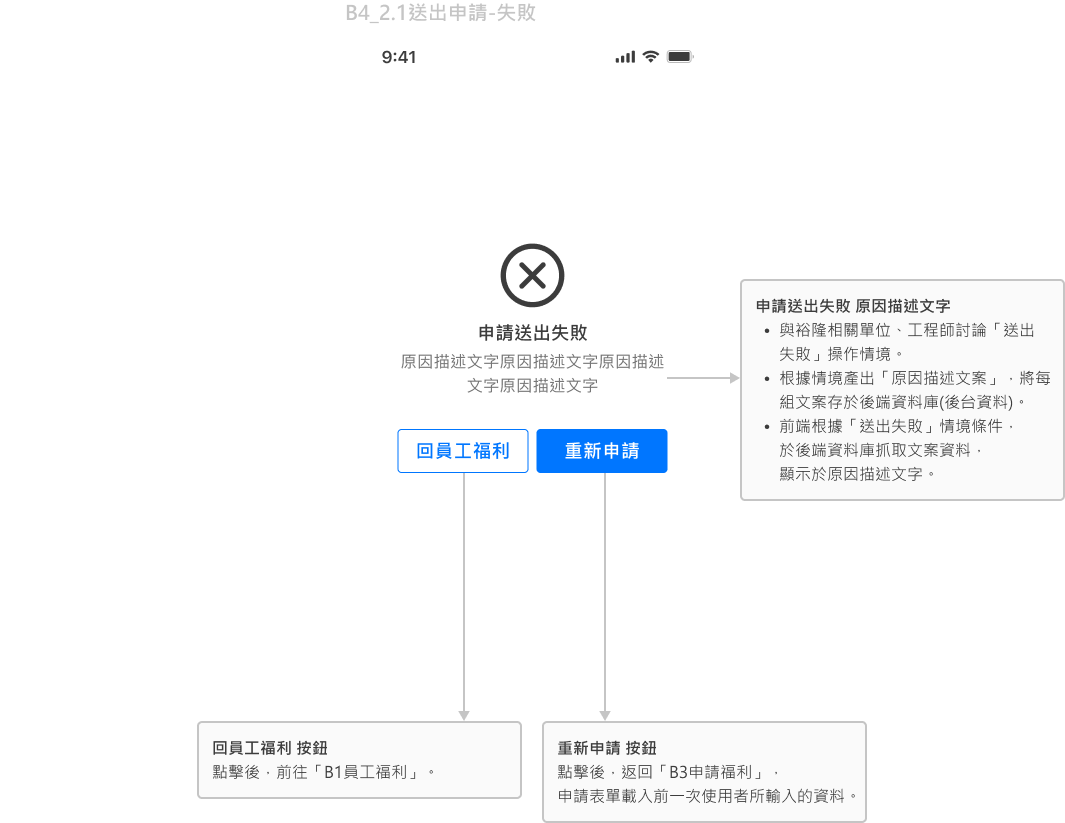 B4_2.1送出申請-失敗
9:41
申請送出失敗
原因描述文字原因描述文字原因描述
文字原因描述文字
回員工福利
重新申請
申請送出失敗 原因描述文字
• 與裕隆相關單位、工程師討論「送出
失敗」操作情境。
• 根據情境產出「原因描述文案」，將每
組文案存於後端資料庫(後台資料)。
• 前端根據「送出失敗」情境條件，
於後端資料庫抓取文案資料，
顯示於原因描述文字。
回員工福利 按鈕
點擊後，前往「B1員工福利」。
重新申請 按鈕
點擊後，返回「B3申請福利」，
申請表單載入前一次使用者所輸入的資料。